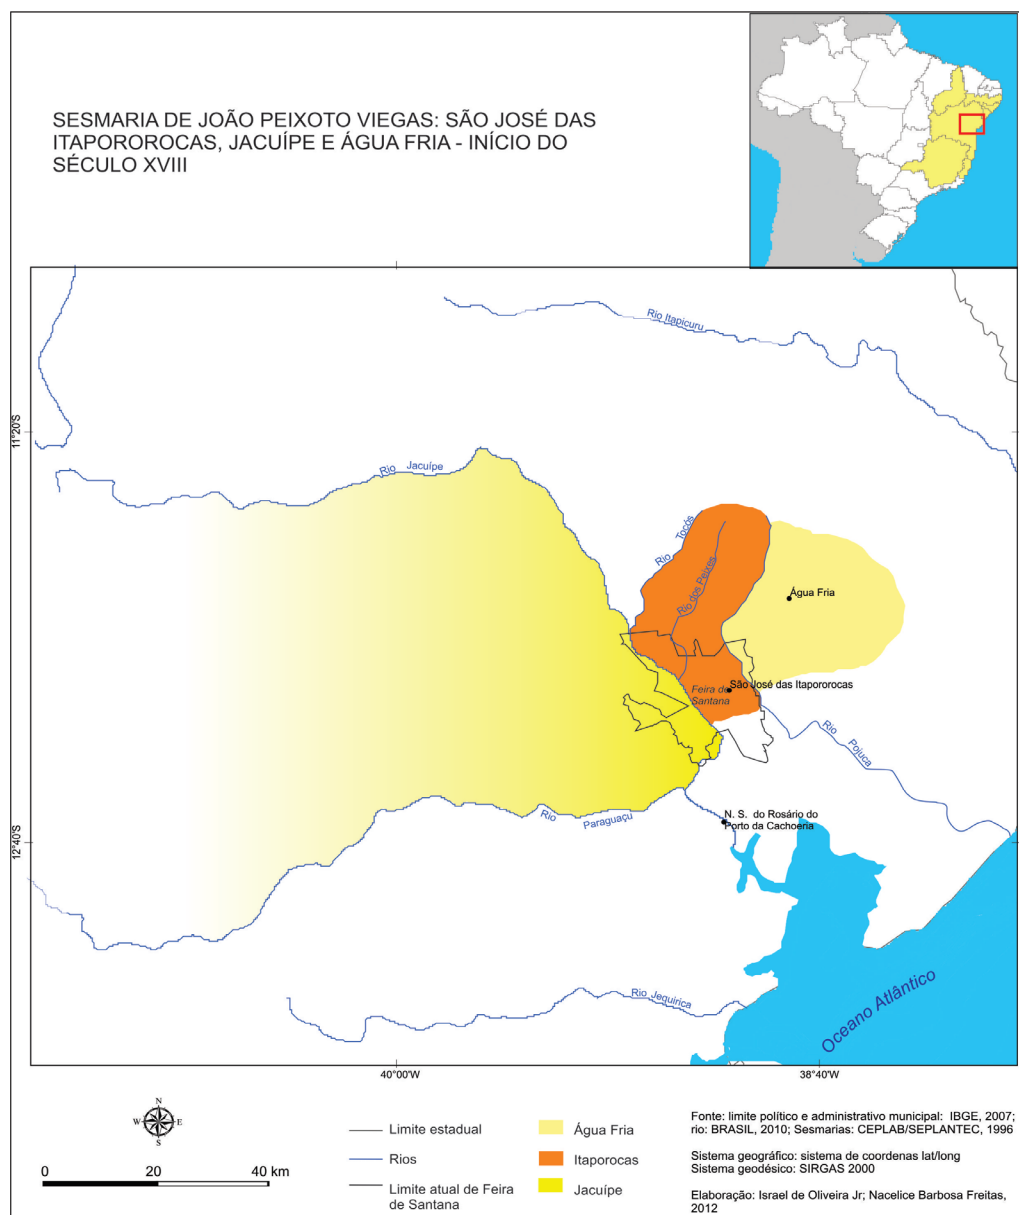 SESMARIA DE JOÃO PEIXOTO VIEGAS: SÃO JOSÉ DAS
ITAPOROROCAS, JACUÍPE E ÁGUA FRIA - INÍCIO DO
SÉCULO XVIII
Rio Itapicuru
11°20'S
Rio Jacuípe
Rio Tocós
Rio dos Peixes
Água Fria
São José das Itapororocas
Feira de
Santana
Rio Pojuca
N. S. do Rosário do
Porto da Cachoeria
Rio Paraguaçu
12°40'S
Rio Jequirica
Oceano Atlântico
40°00'W
38°40'W
N
W E
S
0 20 40 km
Limite estadual
Rios
Limite atual de Feira
de Santana
Água Fria
Itaporocas
Jacuípe
Fonte: limite político e administrativo municipal: IBGE, 2007;
rio: BRASIL, 2010; Sesmarias: CEPLAB/SEPLANTEC, 1996
Sistema geográfico: sistema de coordenas lat/long
Sistema geodésico: SIRGAS 2000
Elaboração: Israel de Oliveira Jr; Nacelice Barbosa Freitas,
2012